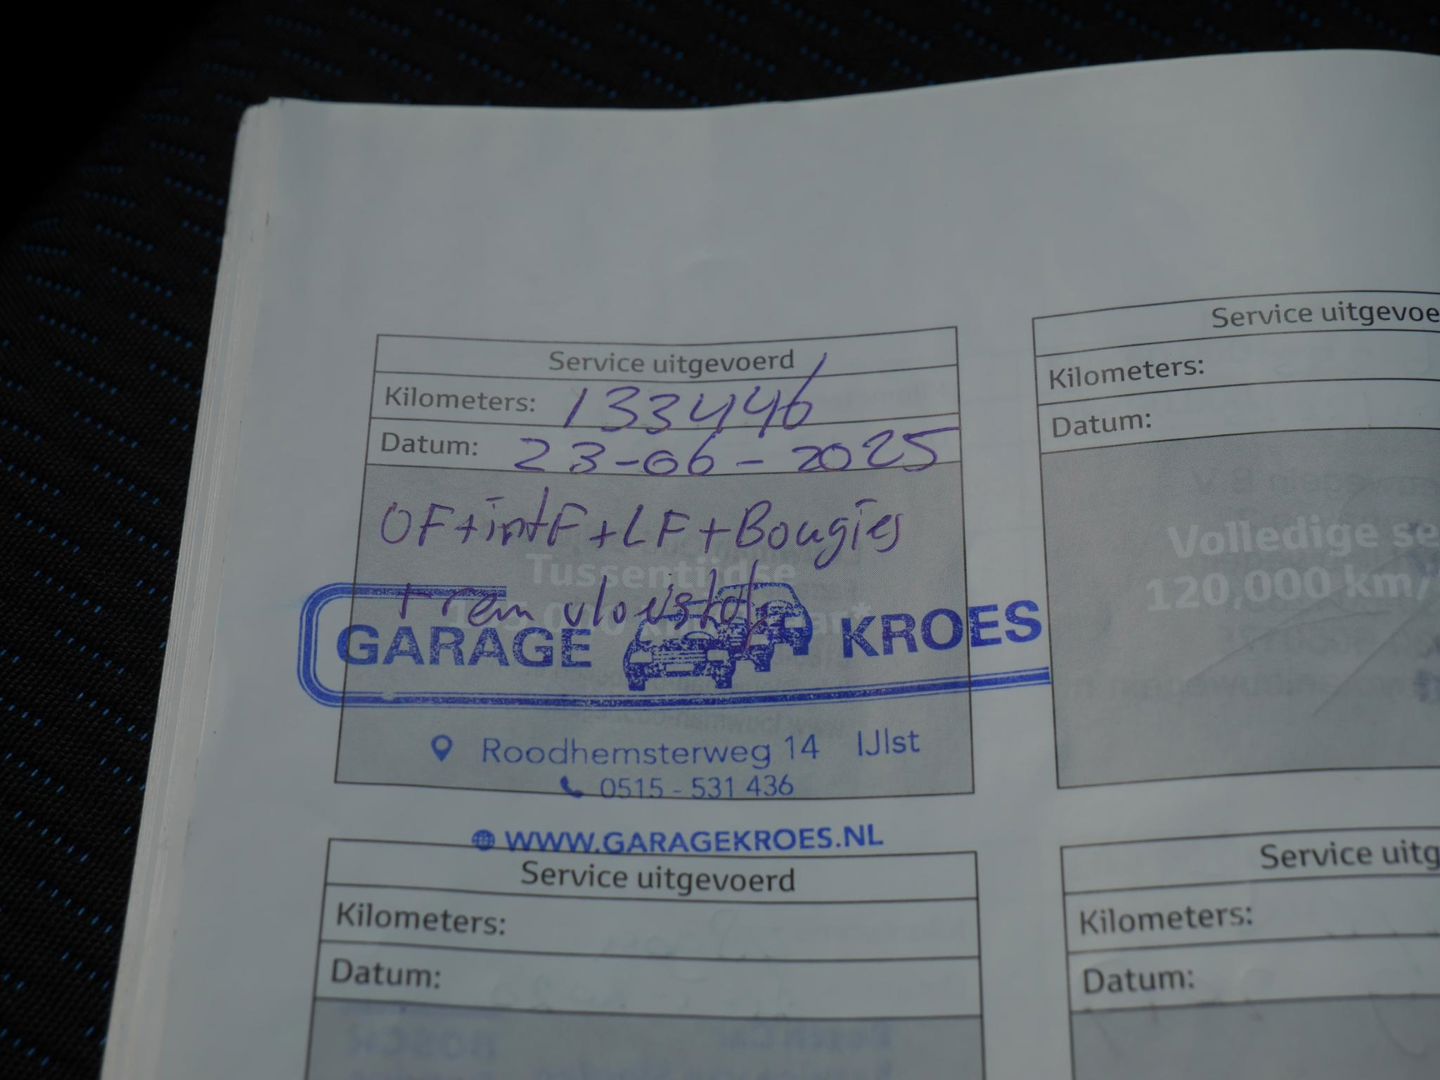 Service uitgevoerd
Kilometers: 133446
Datum: 23-06-2025
OF+intF+LF+Bougies
Tussentijdse
+rem vloeistof
GARAGE KROES
Roodhemsterweg 14 IJlst
0515 - 531 436
WWW.GARAGEKROES.NL
Service uitgevoe
Kilometers:
Datum:
Volledige se
120,000 km/
Service uitgevoerd
Kilometers:
Datum:
Service uitg
Kilometers:
Datum: